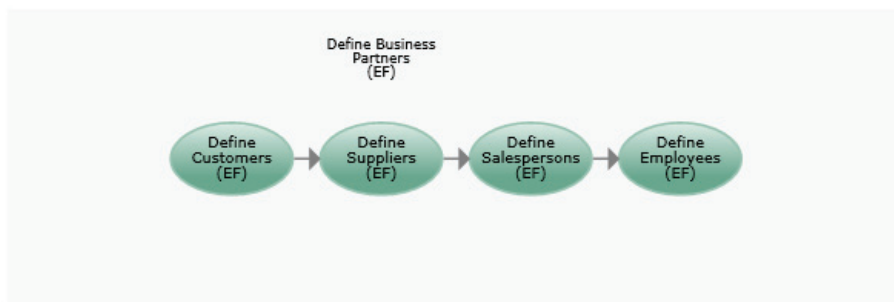 Define Business
Partners
(EF)
Define
Customers
(EF)
Define
Suppliers
(EF)
Define
Salespersons
(EF)
Define
Employees
(EF)